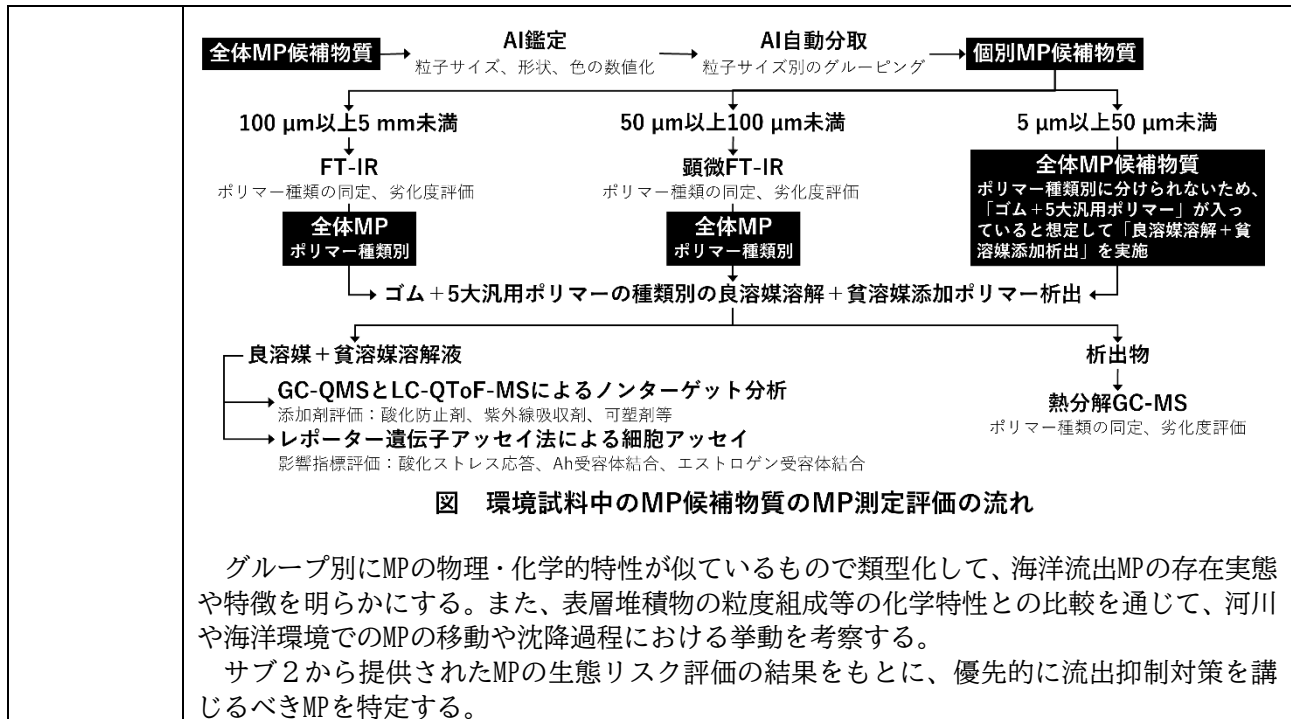 全体MP候補物質
AI鑑定
粒子サイズ、形状、色の数値化
AI自動分取
粒子サイズ別のグルーピング
個別MP候補物質
100 μm以上5 mm未満
50 μm以上100 μm未満
5 μm以上50 μm未満
FT-IR
ポリマー種類の同定、劣化度評価
顕微FT-IR
ポリマー種類の同定、劣化度評価
全体MP候補物質
ポリマー種類別に分けられないため、
「ゴム＋5大汎用ポリマー」が入っ
ていると想定して「良溶媒溶解＋貧
溶媒添加析出」を実施
全体MP
ポリマー種類別
全体MP
ポリマー種類別
ゴム＋5大汎用ポリマーの種類別の良溶媒溶解＋貧溶媒添加ポリマー析出
良溶媒＋貧溶媒溶解液
析出物
GC-QMSとLC-QToF-MSによるノンターゲット分析
添加剤評価：酸化防止剤、紫外線吸収剤、可塑剤等
レポーター遺伝子アッセイ法による細胞アッセイ
影響指標評価：酸化ストレス応答、Ah受容体結合、エストロゲン受容体結合
熱分解GC-MS
ポリマー種類の同定、劣化度評価
図　環境試料中のMP候補物質のMP測定評価の流れ
グループ別にMPの物理・化学的特性が似ているもので類型化して、海洋流出MPの存在実態
や特徴を明らかにする。また、表層堆積物の粒度組成等の化学特性との比較を通じて、河川
や海洋環境でのMPの移動や沈降過程における挙動を考察する。
サブ２から提供されたMPの生態リスク評価の結果をもとに、優先的に流出抑制対策を講
じるべきMPを特定する。